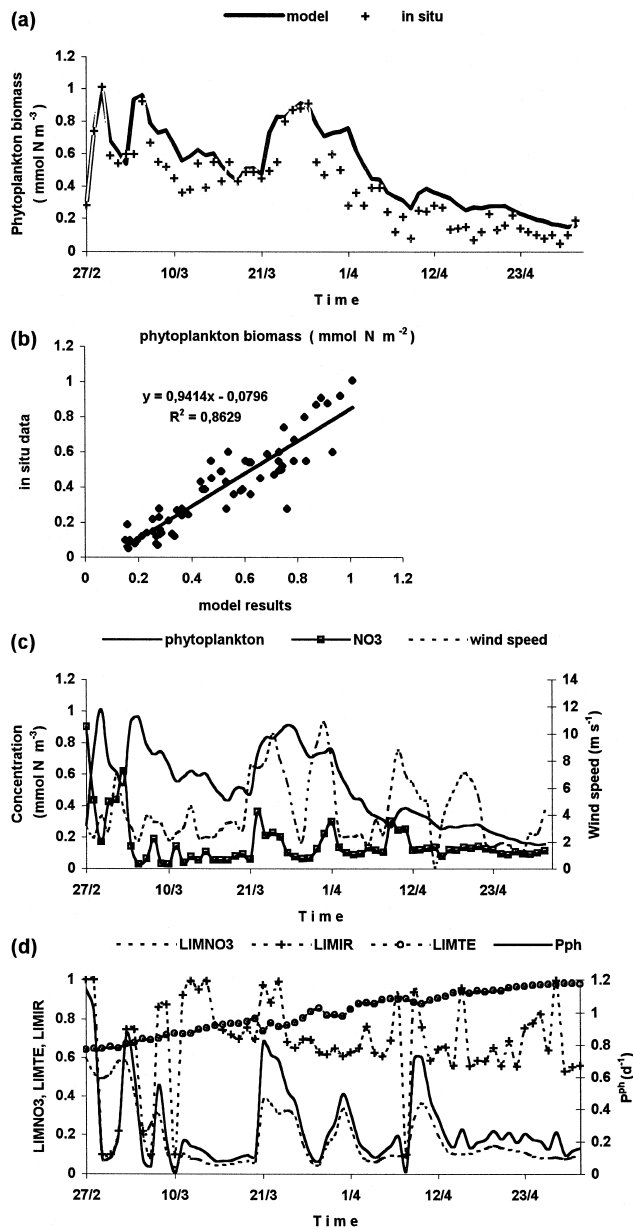 (a)
model in situ
1.2
1
0.8
0.6
0.4
0.2
0
Phytoplankton biomass
( mmol N m-3)
27/2 10/3 21/3 1/4 12/4 23/4
Time
(b)
phytoplankton biomass ( mmol N m-2)
1.2
1
0.8
0.6
0.4
0.2
0
in situ data
y = 0,9414x - 0,0796
R2 = 0,8629
0 0.2 0.4 0.6 0.8 1 1.2
model results
(c)
phytoplankton NO3 wind speed
1.2
1
0.8
0.6
0.4
0.2
0
Concentration
(mmol N m-3)
14
12
10
8
6
4
2
0
Wind speed (m s-1)
27/2 10/3 21/3 1/4 12/4 23/4
Time
(d)
LIMNO3 LIMIR LIMTE Pph
1
0.8
0.6
0.4
0.2
0
LIMNO3, LIMTE, LIMIR
1.2
1
0.8
0.6
0.4
0.2
0
Pph (d-1)
27/2 10/3 21/3 1/4 12/4 23/4
Time